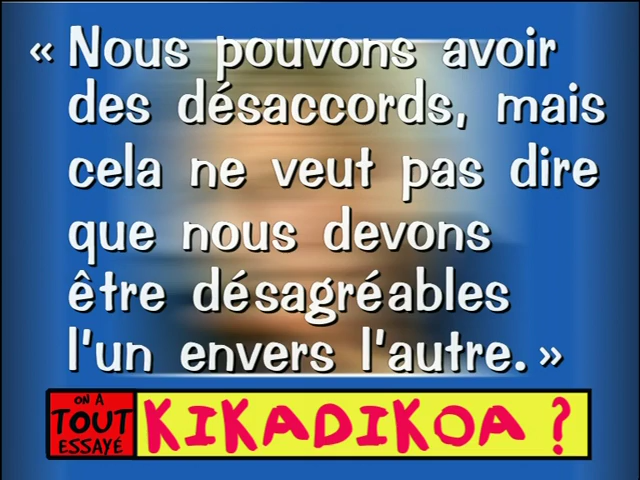 « Nous pouvons avoir
des désaccords, mais
cela ne veut pas dire
que nous devons
être désagréables
l'un envers l'autre. »
ON A
TOUT
ESSAYÉ
KIKADIKOA ?